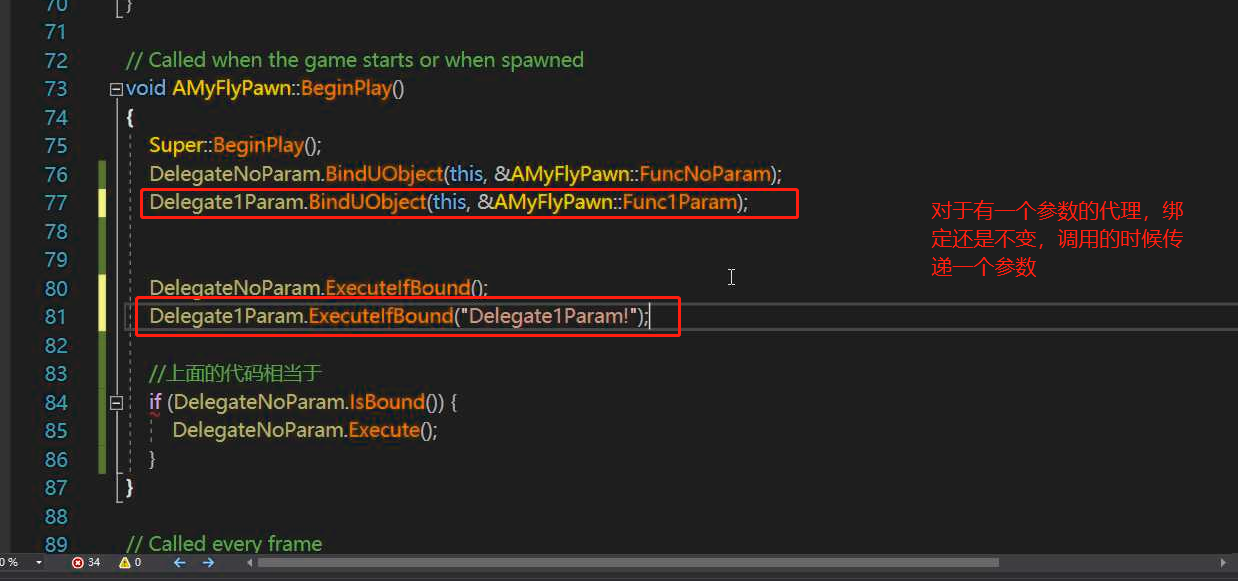 70 }
71
72 // Called when the game starts or when spawned
73 void AMyFlyPawn::BeginPlay()
74 {
75 Super::BeginPlay();
76 DelegateNoParam.BindUObject(this, &AMyFlyPawn::FuncNoParam);
77 Delegate1Param.BindUObject(this, &AMyFlyPawn::Func1Param);
对于有一个参数的代理，绑
78
定还是不变，调用的时候传
79
递一个参数
80 DelegateNoParam.ExecuteIfBound();
81 Delegate1Param.ExecuteIfBound("Delegate1Param!");
82
83 //上面的代码相当于
84 if (DelegateNoParam.IsBound()) {
85 DelegateNoParam.Execute();
86 }
87 }
88
89 // Called every frame
0 % 34 0